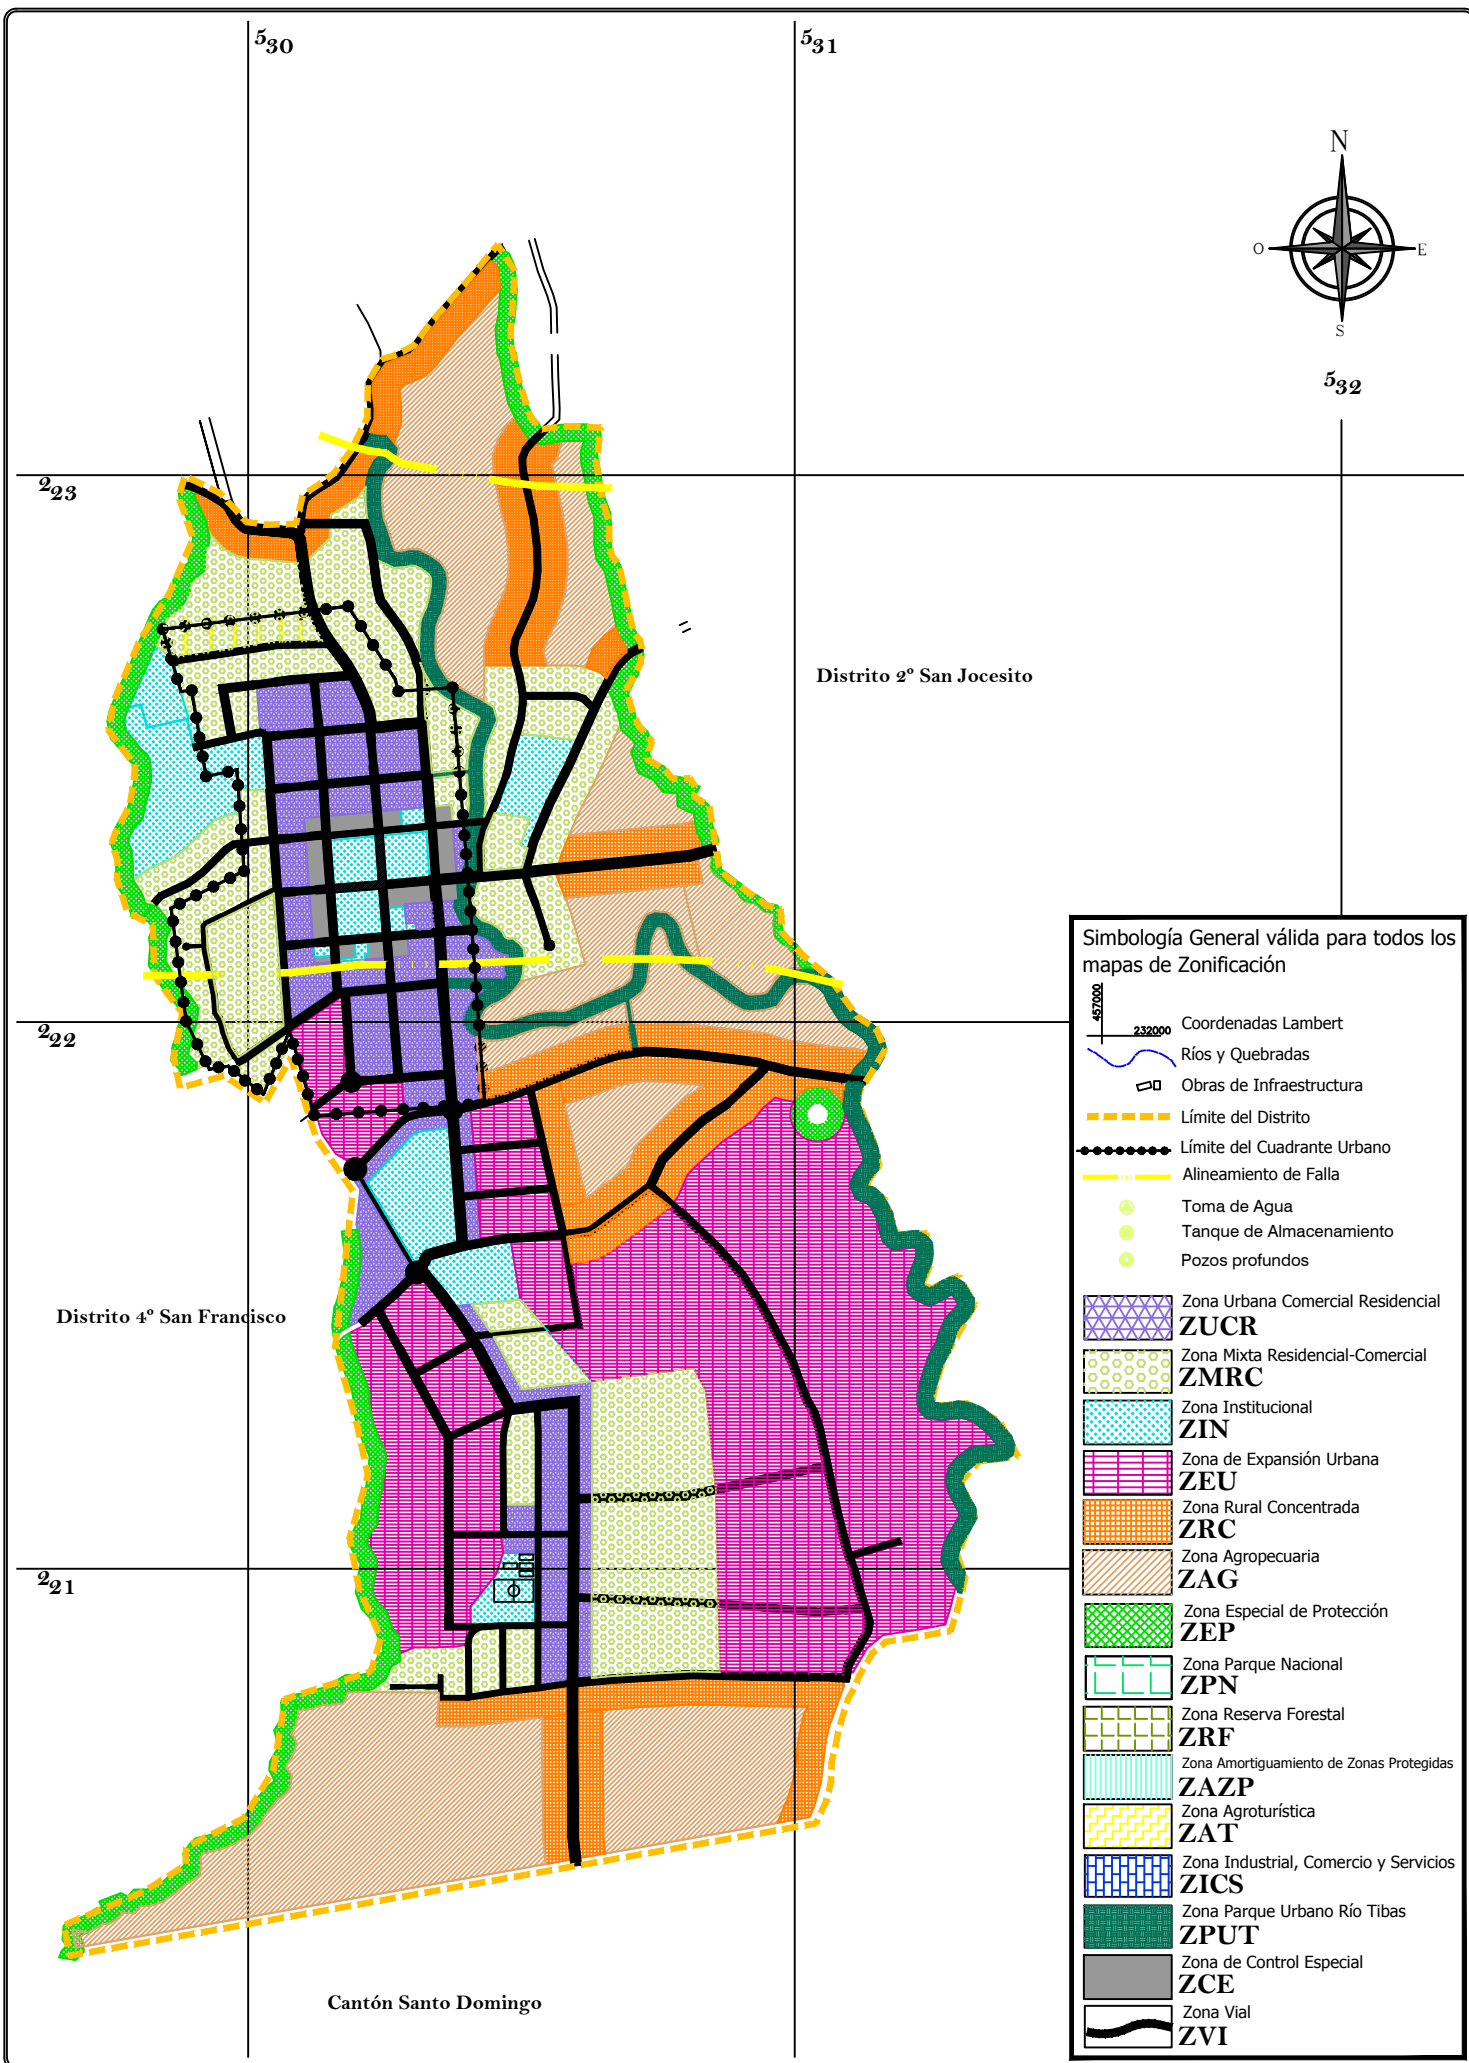 530
531
N
O
E
S
532
223
Distrito 2º San Jocesito
222
Distrito 4º San Francisco
221
Cantón Santo Domingo
Simbología General válida para todos los
mapas de Zonificación
457000
232000
Coordenadas Lambert
Ríos y Quebradas
Obras de Infraestructura
Límite del Distrito
Límite del Cuadrante Urbano
Alineamiento de Falla
Toma de Agua
Tanque de Almacenamiento
Pozos profundos
Zona Urbana Comercial Residencial
ZUCR
Zona Mixta Residencial-Comercial
ZMRC
Zona Institucional
ZIN
Zona de Expansión Urbana
ZEU
Zona Rural Concentrada
ZRC
Zona Agropecuaria
ZAG
Zona Especial de Protección
ZEP
Zona Parque Nacional
ZPN
Zona Reserva Forestal
ZRF
Zona Amortiguamiento de Zonas Protegidas
ZAZP
Zona Agroturística
ZAT
Zona Industrial, Comercio y Servicios
ZICS
Zona Parque Urbano Río Tibas
ZPUT
Zona de Control Especial
ZCE
Zona Vial
ZVI